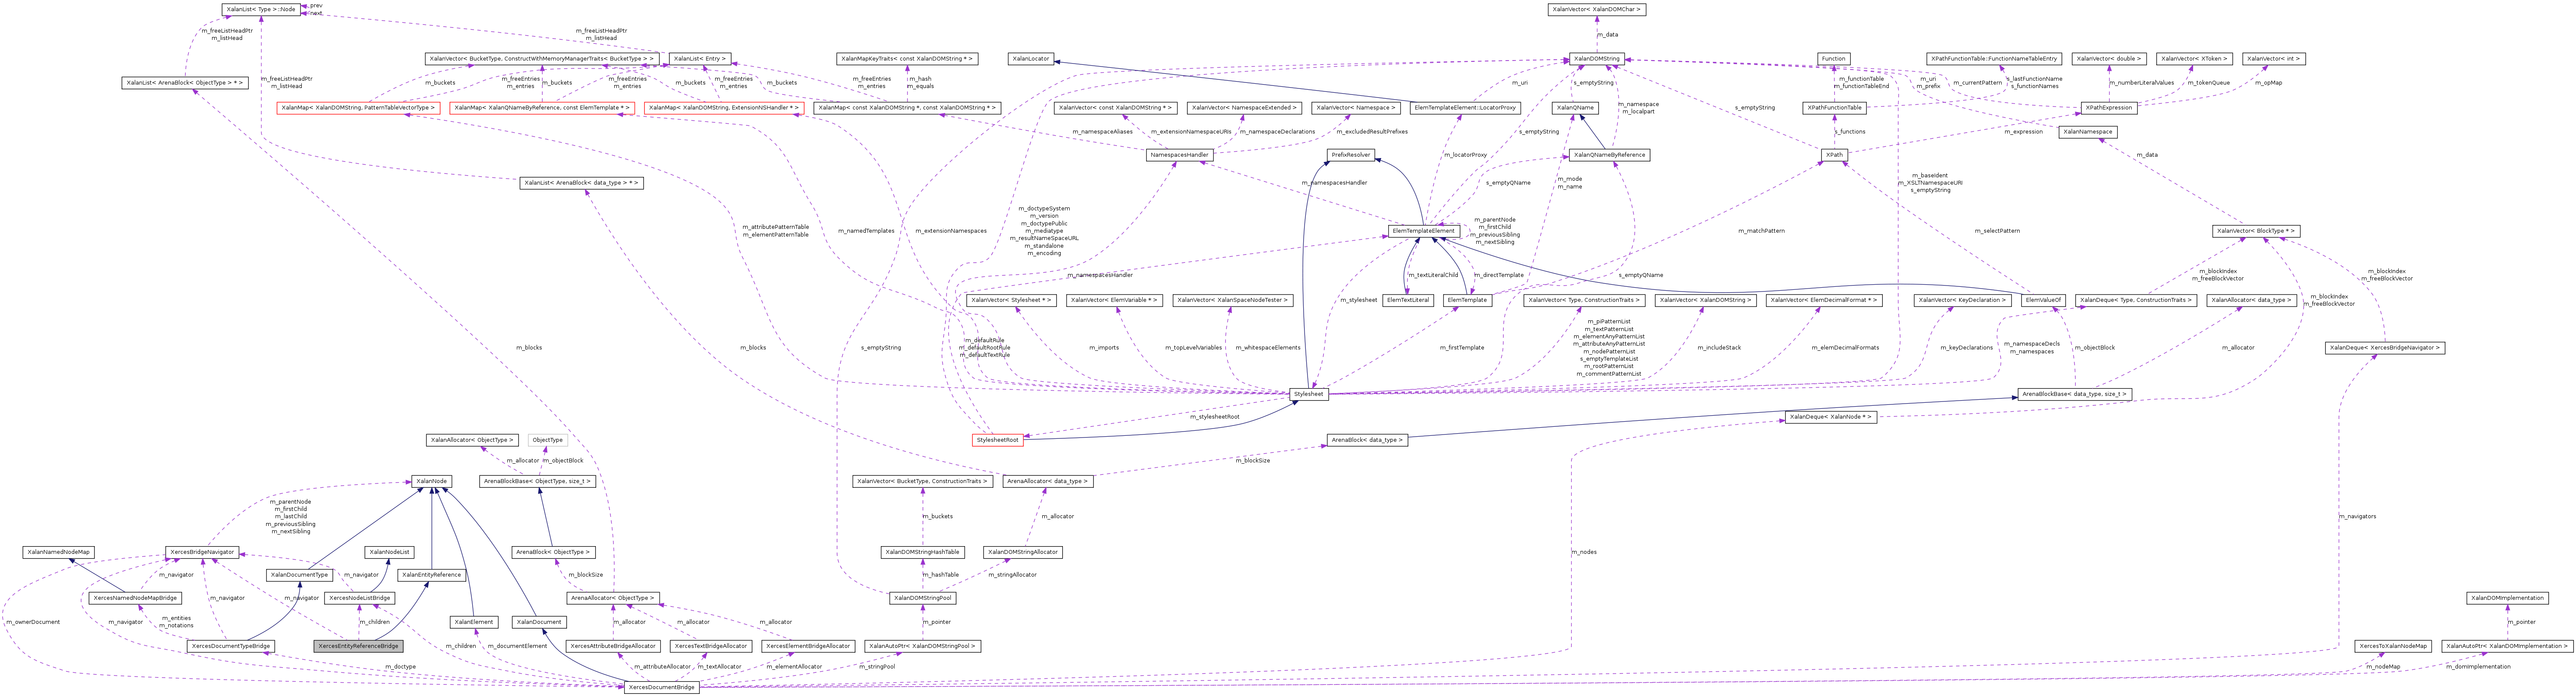 XalanList< Type >::Node
prev
next
XalanVector< XalanDOMChar >
m_freeListHeadPtr
m_listHead
m_freeListHeadPtr
m_listHead
m_data
XalanVector< BucketType, ConstructWithMemoryManagerTraits< BucketType > >
XalanList< Entry >
XalanMapKeyTraits< const XalanDOMString * >
XalanLocator
XalanDOMString
Function
XPathFunctionTable::FunctionNameTableEntry
XalanVector< double >
XalanVector< XToken >
XalanVector< int >
XalanList< ArenaBlock< ObjectType > * >
m_freeListHeadPtr
m_listHead
m_buckets
m_freeEntries
m_entries
m_buckets
m_freeEntries
m_entries
m_buckets
m_freeEntries
m_entries
m_buckets
m_freeEntries
m_entries
m_hash
m_equals
m_uri
s_emptyString
m_functionTable
m_functionTableEnd
s_lastFunctionName
s_functionNames
m_uri
m_prefix
m_currentPattern
m_numberLiteralValues
m_tokenQueue
m_opMap
XalanMap< XalanDOMString, PatternTableVectorType >
XalanMap< XalanQNameByReference, const ElemTemplate * >
XalanMap< XalanDOMString, ExtensionNSHandler * >
XalanMap< const XalanDOMString *, const XalanDOMString * >
XalanVector< const XalanDOMString * >
XalanVector< NamespaceExtended >
XalanVector< Namespace >
ElemTemplateElement::LocatorProxy
XalanQName
XPathFunctionTable
XPathExpression
m_namespace
m_localpart
s_emptyString
m_namespaceAliases
m_extensionNamespaceURIs
m_namespaceDeclarations
m_excludedResultPrefixes
s_emptyString
s_functions
m_expression
XalanNamespace
NamespacesHandler
PrefixResolver
XalanQNameByReference
XPath
m_locatorProxy
m_data
XalanList< ArenaBlock< data_type > * >
m_namespacesHandler
s_emptyQName
m_mode
m_name
m_baseIdent
m_XSLTNamespaceURI
s_emptyString
m_doctypeSystem
m_version
m_doctypePublic
m_mediatype
m_resultNameSpaceURL
m_standalone
m_encoding
m_attributePatternTable
m_elementPatternTable
m_namedTemplates
m_extensionNamespaces
ElemTemplateElement
m_parentNode
m_firstChild
m_previousSibling
m_nextSibling
m_matchPattern
m_selectPattern
XalanVector< BlockType * >
m_namespacesHandler
m_textLiteralChild
m_directTemplate
s_emptyQName
m_blockIndex
m_freeBlockVector
m_blockIndex
m_freeBlockVector
XalanVector< Stylesheet * >
XalanVector< ElemVariable * >
XalanVector< XalanSpaceNodeTester >
m_stylesheet
ElemTextLiteral
ElemTemplate
XalanVector< Type, ConstructionTraits >
XalanVector< XalanDOMString >
XalanVector< ElemDecimalFormat * >
XalanVector< KeyDeclaration >
ElemValueOf
XalanDeque< Type, ConstructionTraits >
XalanAllocator< data_type >
m_blockIndex
m_freeBlockVector
m_blocks
m_blocks
s_emptyString
m_defaultRule
m_defaultRootRule
m_defaultTextRule
m_imports
m_topLevelVariables
m_whitespaceElements
m_firstTemplate
m_piPatternList
m_textPatternList
m_elementAnyPatternList
m_attributeAnyPatternList
m_nodePatternList
s_emptyTemplateList
m_rootPatternList
m_commentPatternList
m_includeStack
m_elemDecimalFormats
m_keyDeclarations
m_namespaceDecls
m_namespaces
m_objectBlock
m_allocator
XalanDeque< XercesBridgeNavigator >
Stylesheet
ArenaBlockBase< data_type, size_t >
m_stylesheetRoot
XalanDeque< XalanNode * >
XalanAllocator< ObjectType >
ObjectType
StylesheetRoot
ArenaBlock< data_type >
m_allocator
m_objectBlock
m_blockSize
XalanNode
ArenaBlockBase< ObjectType, size_t >
XalanVector< BucketType, ConstructionTraits >
ArenaAllocator< data_type >
m_parentNode
m_firstChild
m_lastChild
m_previousSibling
m_nextSibling
m_buckets
m_allocator
m_navigators
XalanNamedNodeMap
XercesBridgeNavigator
XalanNodeList
ArenaBlock< ObjectType >
XalanDOMStringHashTable
XalanDOMStringAllocator
m_nodes
m_navigator
XalanDocumentType
m_navigator
XalanEntityReference
m_blockSize
m_hashTable
m_stringAllocator
XercesNamedNodeMapBridge
m_navigator
m_navigator
XercesNodeListBridge
ArenaAllocator< ObjectType >
XalanDOMStringPool
XalanDOMImplementation
m_ownerDocument
m_navigator
m_entities
m_notations
m_children
XalanElement
XalanDocument
m_allocator
m_allocator
m_allocator
m_pointer
m_pointer
XercesDocumentTypeBridge
XercesEntityReferenceBridge
m_children
m_documentElement
XercesAttributeBridgeAllocator
XercesTextBridgeAllocator
XercesElementBridgeAllocator
XalanAutoPtr< XalanDOMStringPool >
XercesToXalanNodeMap
XalanAutoPtr< XalanDOMImplementation >
m_doctype
m_attributeAllocator
m_textAllocator
m_elementAllocator
m_stringPool
m_nodeMap
m_domImplementation
XercesDocumentBridge